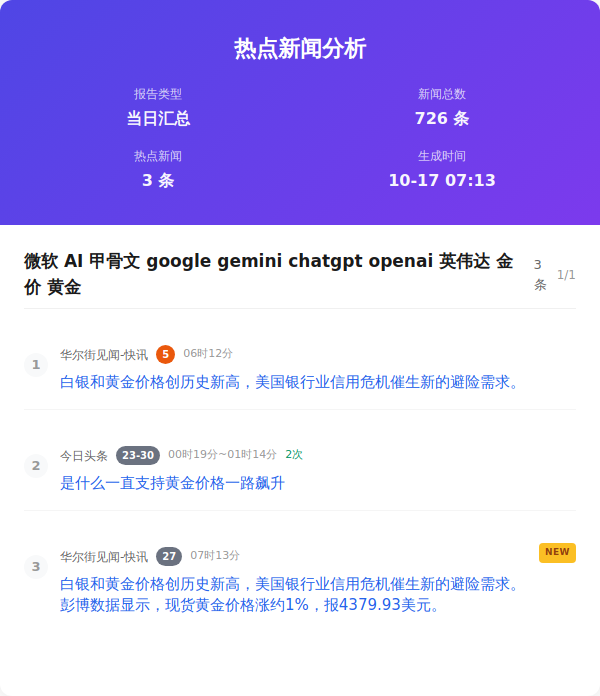 热点新闻分析
报告类型
新闻总数
当日汇总
726 条
热点新闻
生成时间
3 条
10-17 07:13
微软 AI 甲骨文 google gemini chatgpt openai 英伟达 金
价 黄金
3
条
1/1
1
华尔街见闻-快讯 5 06时12分
白银和黄金价格创历史新高，美国银行业信用危机催生新的避险需求。
2
今日头条 23-30 00时19分~01时14分 2次
是什么一直支持黄金价格一路飙升
3
华尔街见闻-快讯 27 07时13分
NEW
白银和黄金价格创历史新高，美国银行业信用危机催生新的避险需求。
彭博数据显示，现货黄金价格涨约1%，报4379.93美元。